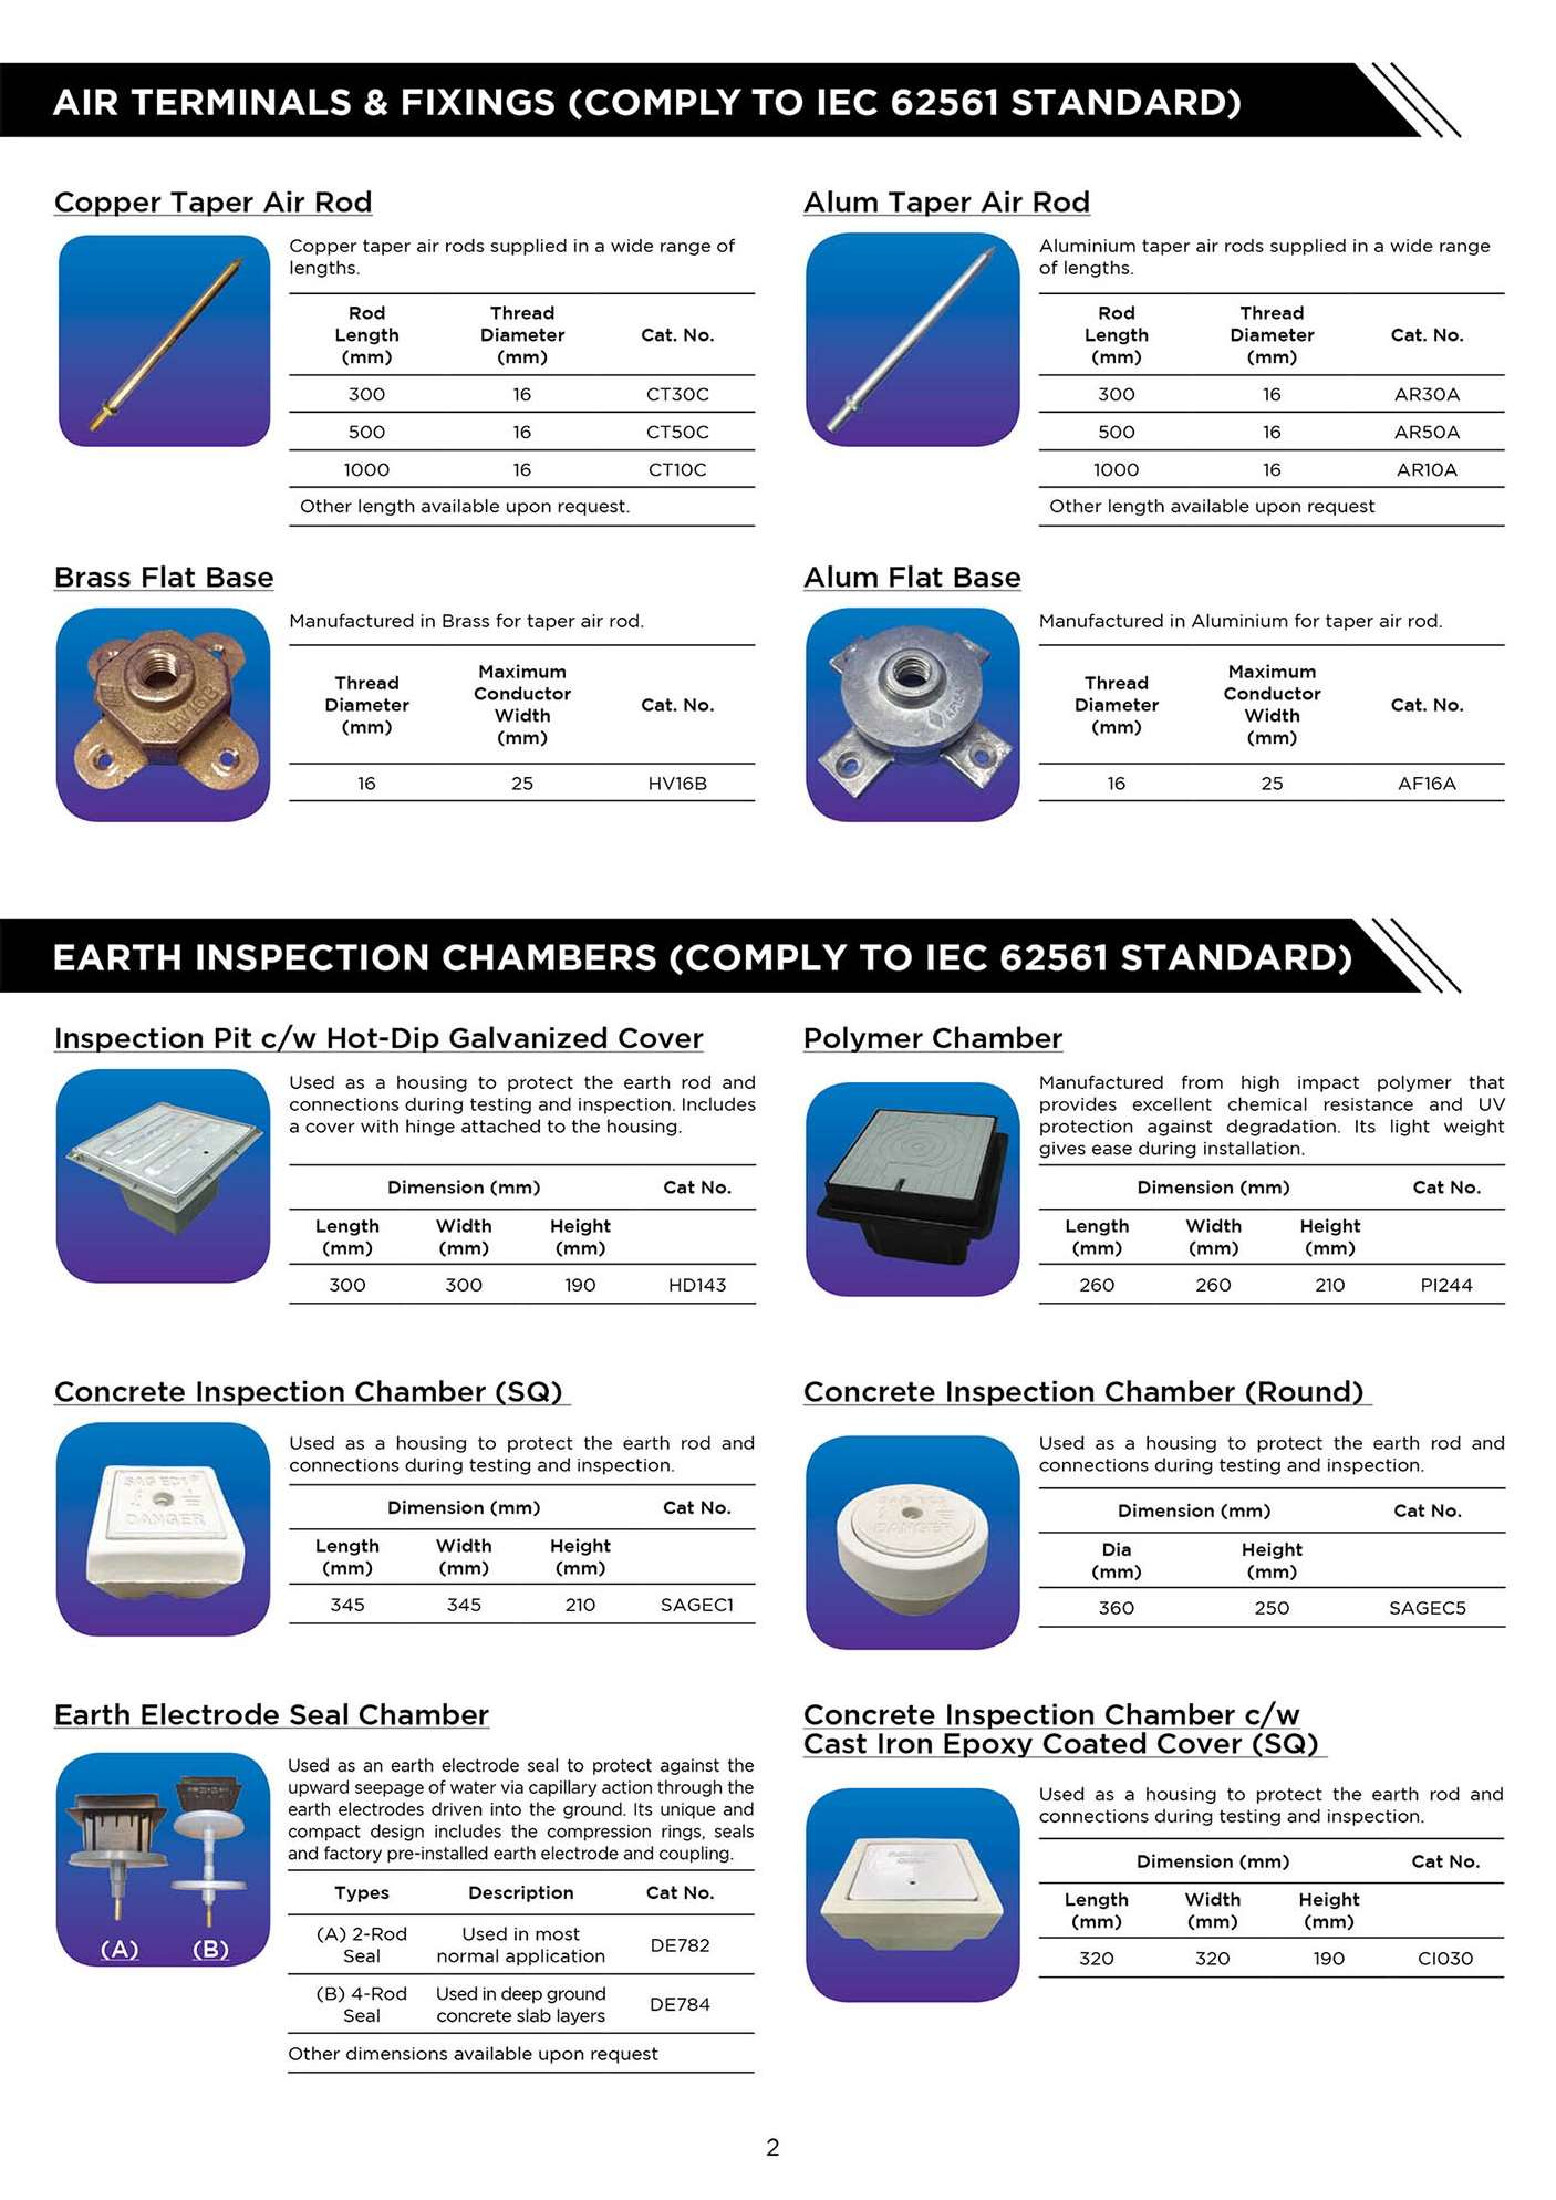 AIR TERMINALS & FIXINGS (COMPLY TO IEC 62561 STANDARD)
Copper Taper Air Rod
Copper taper air rods supplied in a wide range of
lengths.
Rod Length (mm) Thread Diameter (mm) Cat. No.
300 16 CT30C
500 16 CT50C
1000 16 CT10C
Other length available upon request.
Alum Taper Air Rod
Aluminium taper air rods supplied in a wide range
of lengths.
Rod Length (mm) Thread Diameter (mm) Cat. No.
300 16 AR30A
500 16 AR50A
1000 16 AR10A
Other length available upon request
Brass Flat Base
HV16B
Manufactured in Brass for taper air rod.
Thread Diameter (mm) Maximum Conductor Width (mm) Cat. No.
16 25 HV16B
Alum Flat Base
Manufactured in Aluminium for taper air rod.
Thread Diameter (mm) Maximum Conductor Width (mm) Cat. No.
16 25 AF16A
EARTH INSPECTION CHAMBERS (COMPLY TO IEC 62561 STANDARD)
Inspection Pit c/w Hot-Dip Galvanized Cover
Used as a housing to protect the earth rod and
connections during testing and inspection. Includes
a cover with hinge attached to the housing.
Dimension (mm) Cat No.
Length (mm) Width (mm) Height (mm)
300 300 190 HD143
Polymer Chamber
Manufactured from high impact polymer that
provides excellent chemical resistance and UV
protection against degradation. Its light weight
gives ease during installation.
Dimension (mm) Cat No.
Length (mm) Width (mm) Height (mm)
260 260 210 PI244
Concrete Inspection Chamber (SQ)
SAG EC1
DANGER
Used as a housing to protect the earth rod and
connections during testing and inspection.
Dimension (mm) Cat No.
Length (mm) Width (mm) Height (mm)
345 345 210 SAGEC1
Concrete Inspection Chamber (Round)
DANGER
Used as a housing to protect the earth rod and
connections during testing and inspection.
Dimension (mm) Cat No.
Dia (mm) Height (mm)
360 250 SAGEC5
Earth Electrode Seal Chamber
(A) (B)
Used as an earth electrode seal to protect against the
upward seepage of water via capillary action through the
earth electrodes driven into the ground. Its unique and
compact design includes the compression rings, seals
and factory pre-installed earth electrode and coupling.
Types Description Cat No.
(A) 2-Rod Seal Used in most normal application DE782
(B) 4-Rod Seal Used in deep ground concrete slab layers DE784
Other dimensions available upon request
Concrete Inspection Chamber c/w
Cast Iron Epoxy Coated Cover (SQ)
Used as a housing to protect the earth rod and
connections during testing and inspection.
Dimension (mm) Cat No.
Length (mm) Width (mm) Height (mm)
320 320 190 CI030
2